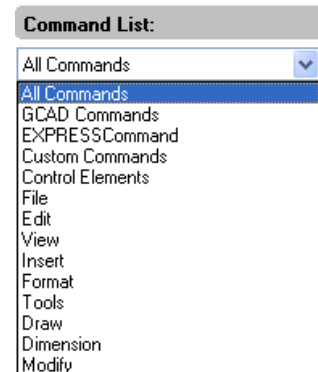 Command List:
All Commands
All Commands
GCAD Commands
EXPRESSCommand
Custom Commands
Control Elements
File
Edit
View
Insert
Format
Tools
Draw
Dimension
Modify